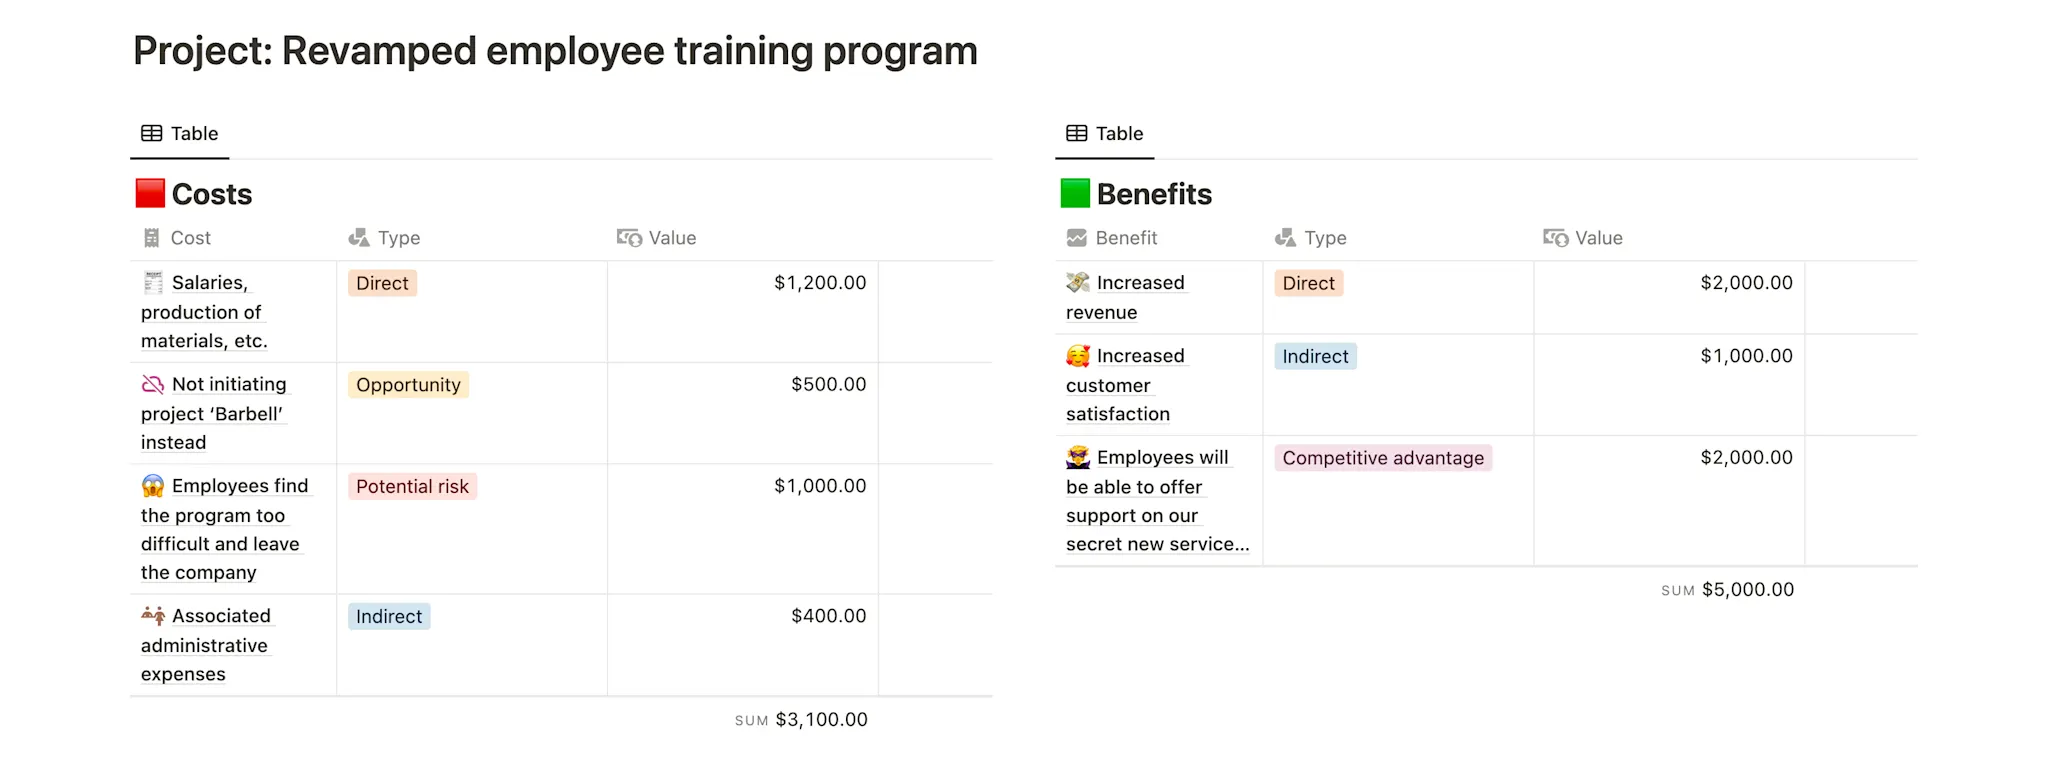 Project: Revamped employee training program
Table
Costs
Cost Type Value
Salaries, Direct $1,200.00
production of
materials, etc.
Not initiating Opportunity $500.00
project ‘Barbell’
instead
Employees find Potential risk $1,000.00
the program too
difficult and leave
the company
Associated Indirect $400.00
administrative
expenses
SUM $3,100.00
Table
Benefits
Benefit Type Value
Increased Direct $2,000.00
revenue
Increased Indirect $1,000.00
customer
satisfaction
Employees will Competitive advantage $2,000.00
be able to offer
support on our
secret new service...
SUM $5,000.00